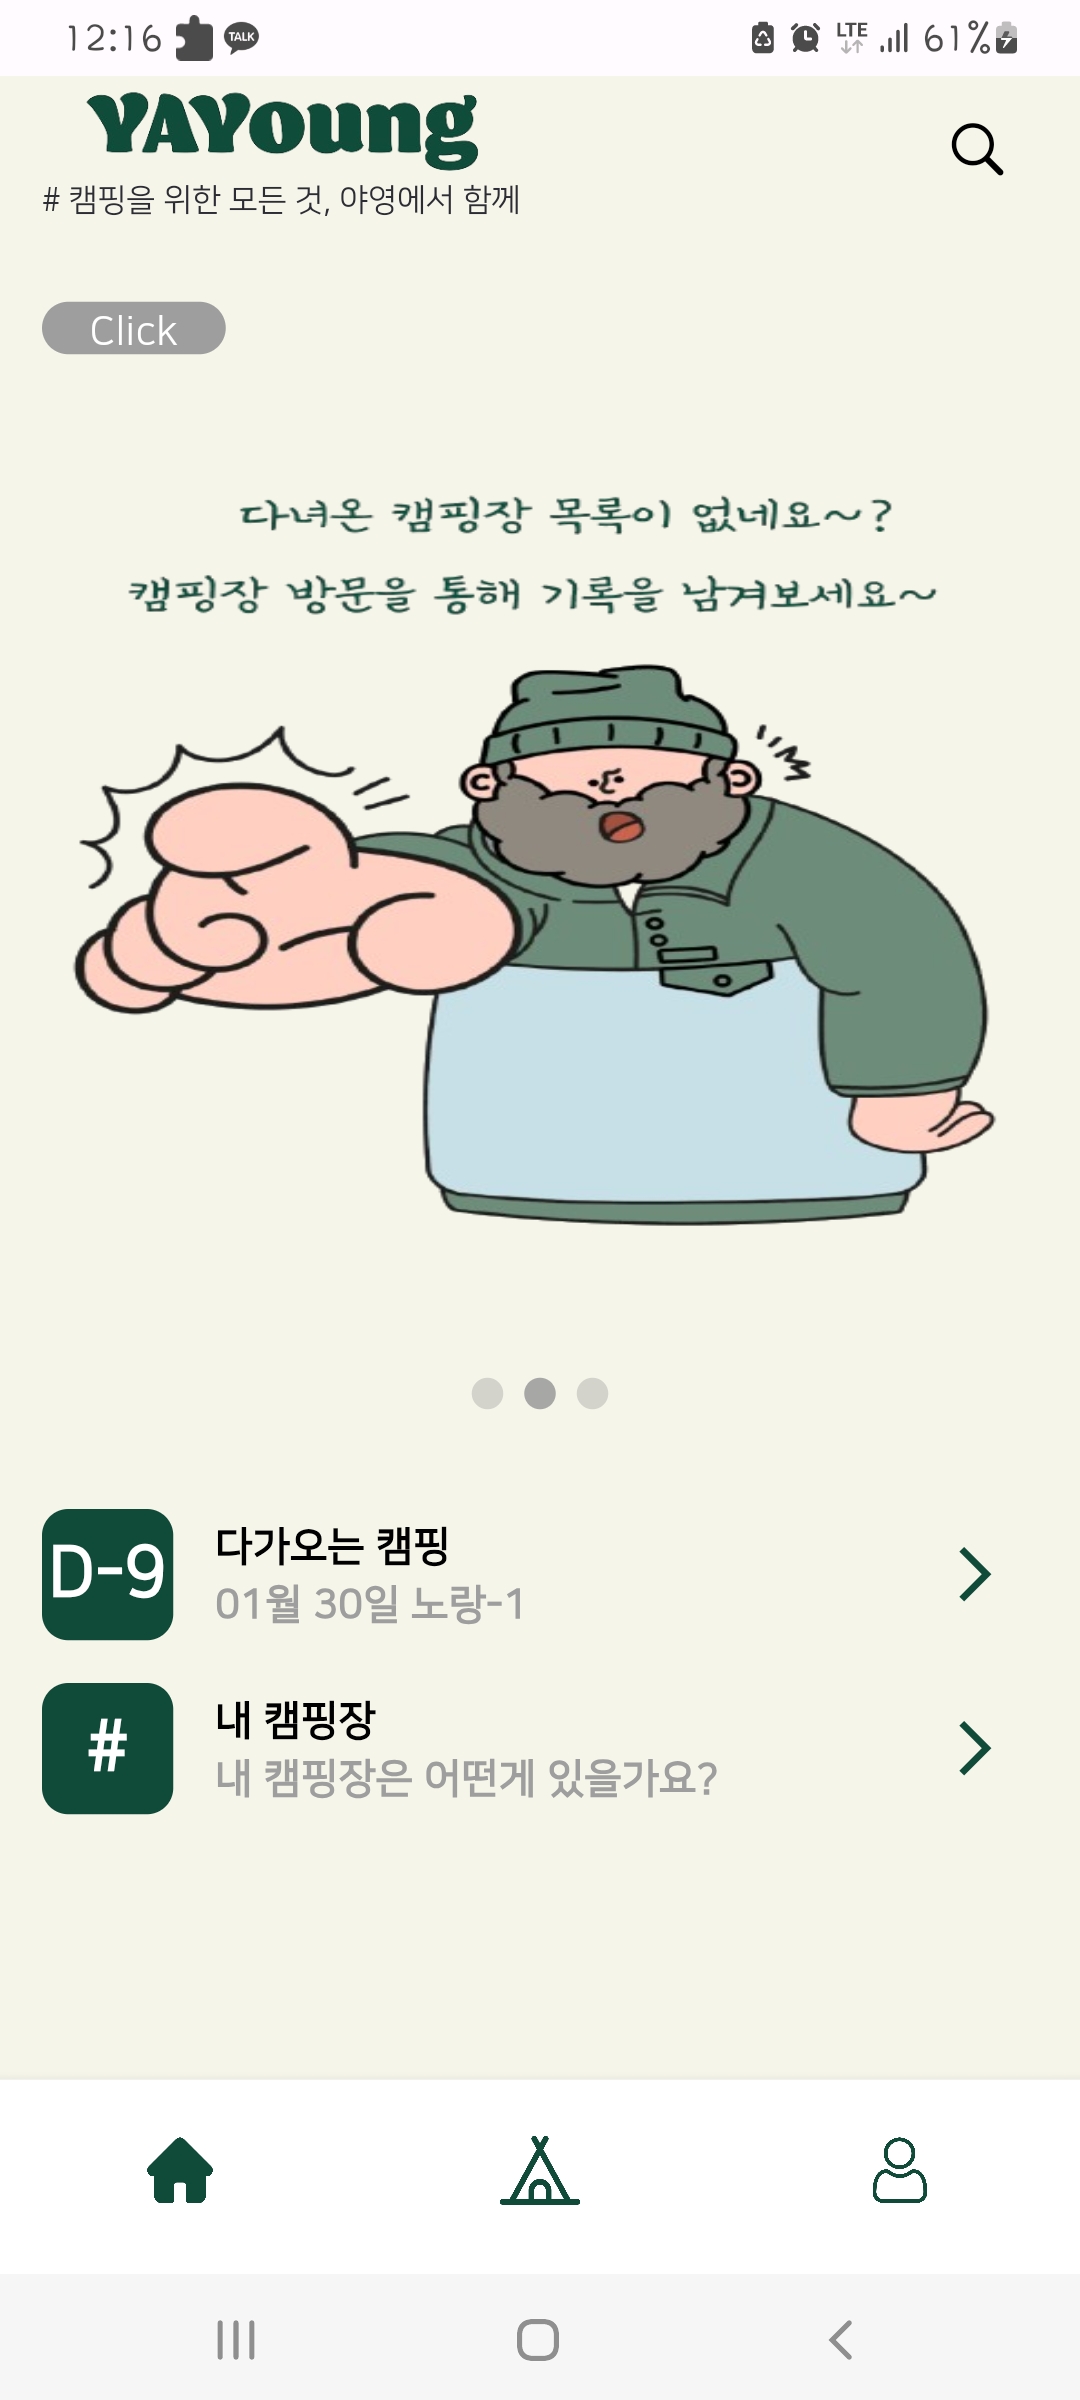 12:16 TALK LTE 61%
YAYoung
# 캠핑을 위한 모든 것, 야영에서 함께
Click
다녀온 캠핑장 목록이 없네요~?
캠핑장 방문을 통해 기록을 남겨보세요~
D-9
다가오는 캠핑
01월 30일 노랑-1
#
내 캠핑장
내 캠핑장은 어떤게 있을가요?